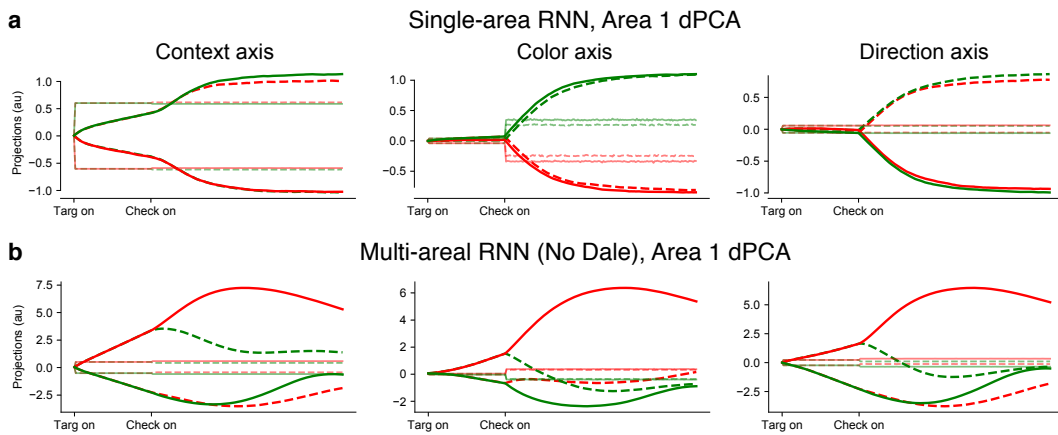 a Single-area RNN, Area 1 dPCA
Context axis Color axis Direction axis
Projections (au)
1.0
0.5
0.0
−0.5
−1.0
Targ on Check on
1.0
0.5
0.0
−0.5
Targ on Check on
0.5
0.0
−0.5
−1.0
Targ on Check on
b Multi-areal RNN (No Dale), Area 1 dPCA
Projections (au)
7.5
5.0
2.5
0.0
−2.5
Targ on Check on
6
4
2
0
−2
Targ on Check on
5.0
2.5
0.0
−2.5
Targ on Check on